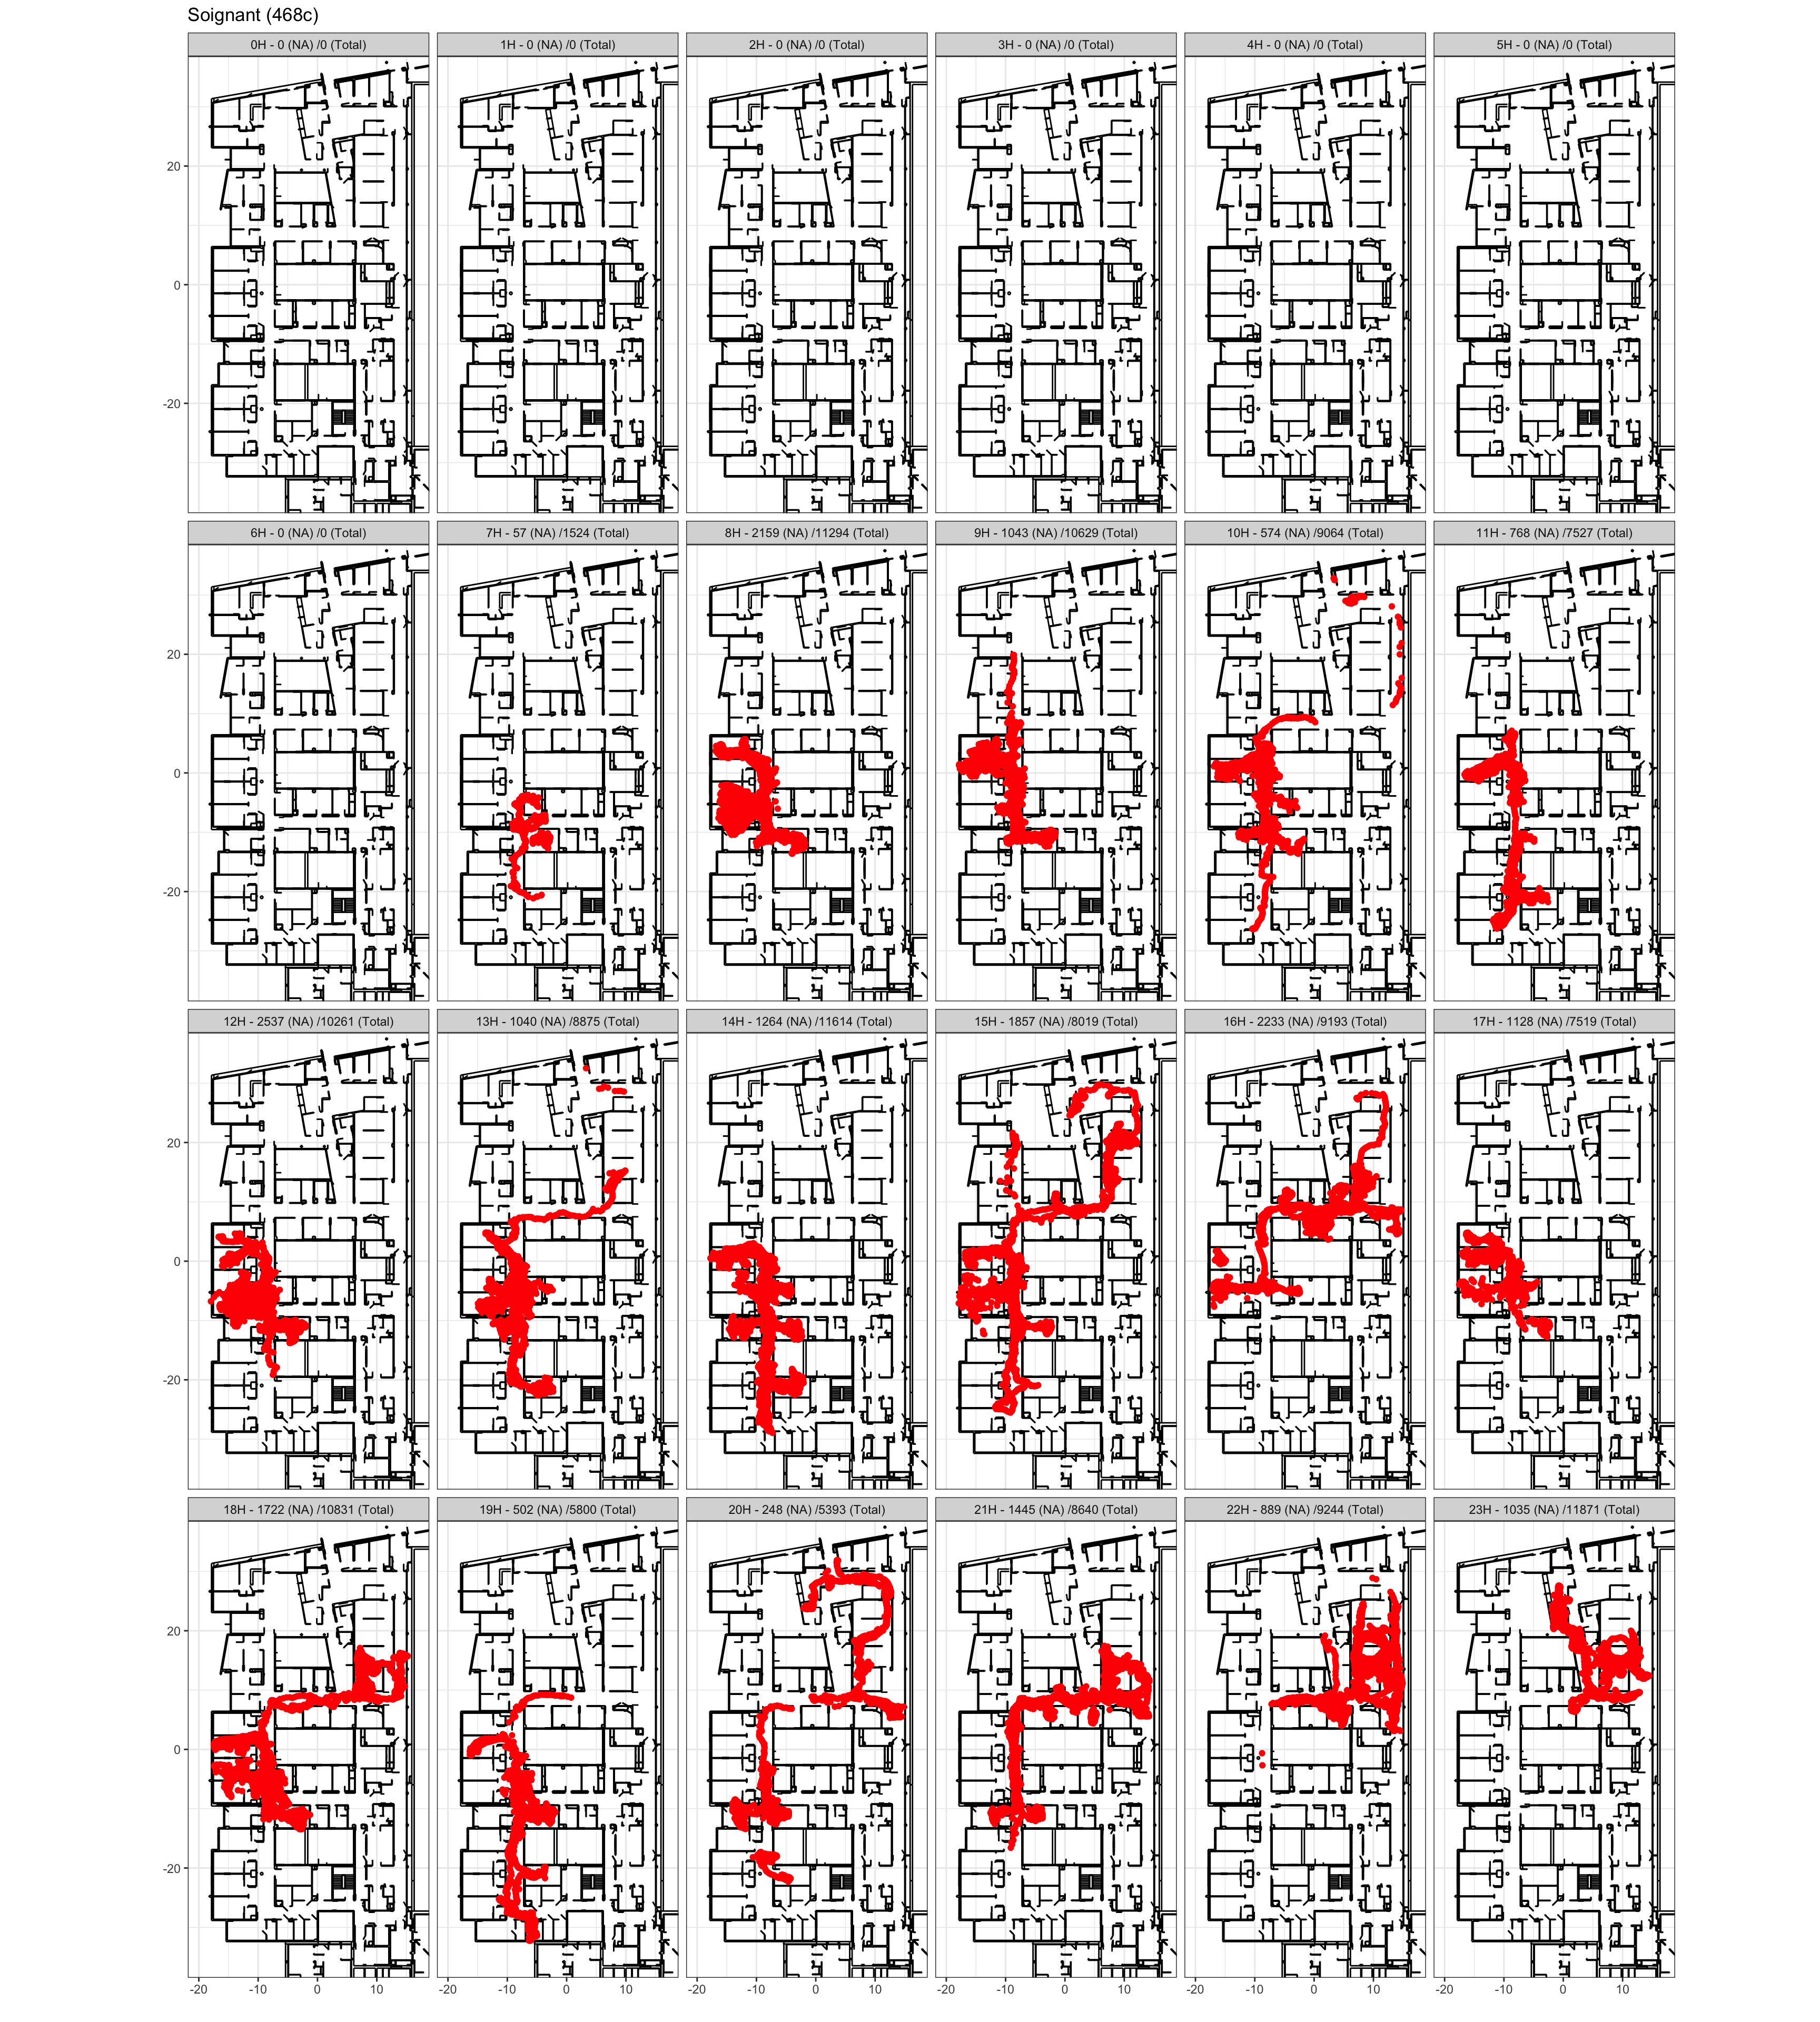 Soignant (468c)
0H - 0 (NA) /0 (Total)
1H - 0 (NA) /0 (Total)
2H - 0 (NA) /0 (Total)
3H - 0 (NA) /0 (Total)
4H - 0 (NA) /0 (Total)
5H - 0 (NA) /0 (Total)
20
0
-20
6H - 0 (NA) /0 (Total)
7H - 57 (NA) /1524 (Total)
8H - 2159 (NA) /11294 (Total)
9H - 1043 (NA) /10629 (Total)
10H - 574 (NA) /9064 (Total)
11H - 768 (NA) /7527 (Total)
20
0
-20
12H - 2537 (NA) /10261 (Total)
13H - 1040 (NA) /8875 (Total)
14H - 1264 (NA) /11614 (Total)
15H - 1857 (NA) /8019 (Total)
16H - 2233 (NA) /9193 (Total)
17H - 1128 (NA) /7519 (Total)
20
0
-20
18H - 1722 (NA) /10831 (Total)
19H - 502 (NA) /5800 (Total)
20H - 248 (NA) /5393 (Total)
21H - 1445 (NA) /8640 (Total)
22H - 889 (NA) /9244 (Total)
23H - 1035 (NA) /11871 (Total)
20
0
-20
-20 -10 0 10
-20 -10 0 10
-20 -10 0 10
-20 -10 0 10
-20 -10 0 10
-20 -10 0 10